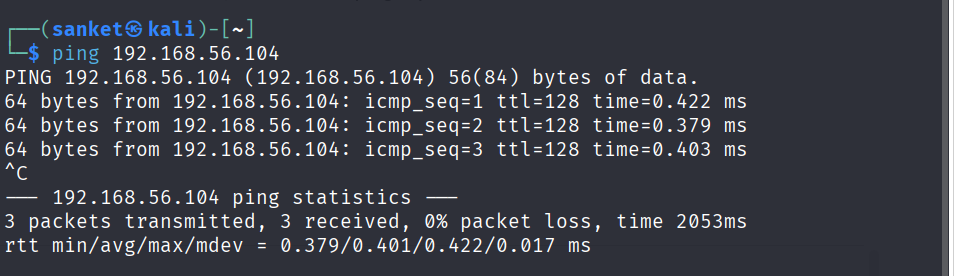 ┌──(sanket㉿kali)-[~]
└─$ ping 192.168.56.104
PING 192.168.56.104 (192.168.56.104) 56(84) bytes of data.
64 bytes from 192.168.56.104: icmp_seq=1 ttl=128 time=0.422 ms
64 bytes from 192.168.56.104: icmp_seq=2 ttl=128 time=0.379 ms
64 bytes from 192.168.56.104: icmp_seq=3 ttl=128 time=0.403 ms
^C
--- 192.168.56.104 ping statistics ---
3 packets transmitted, 3 received, 0% packet loss, time 2053ms
rtt min/avg/max/mdev = 0.379/0.401/0.422/0.017 ms